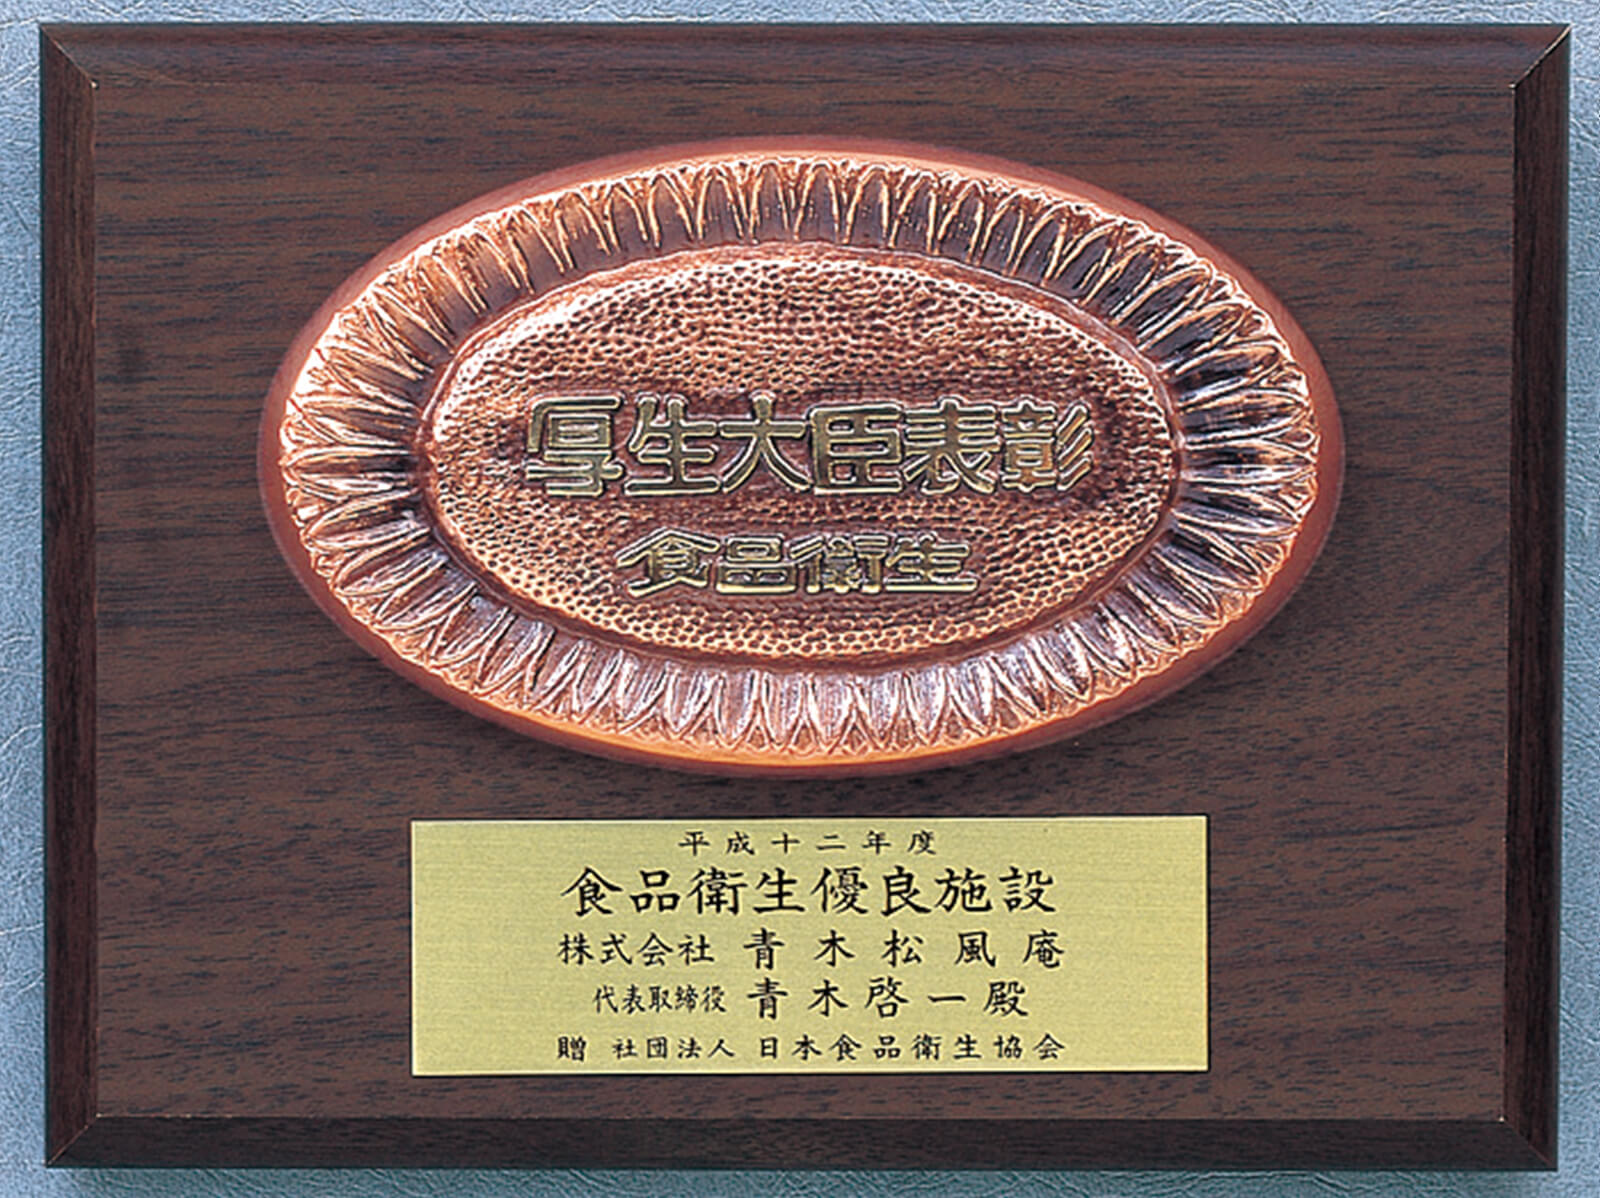 厚生大臣表彰
食品衛生
平成十二年度
食品衛生優良施設
株式会社 青木松風庵
代表取締役 青木啓一殿
贈 社団法人 日本食品衛生協会